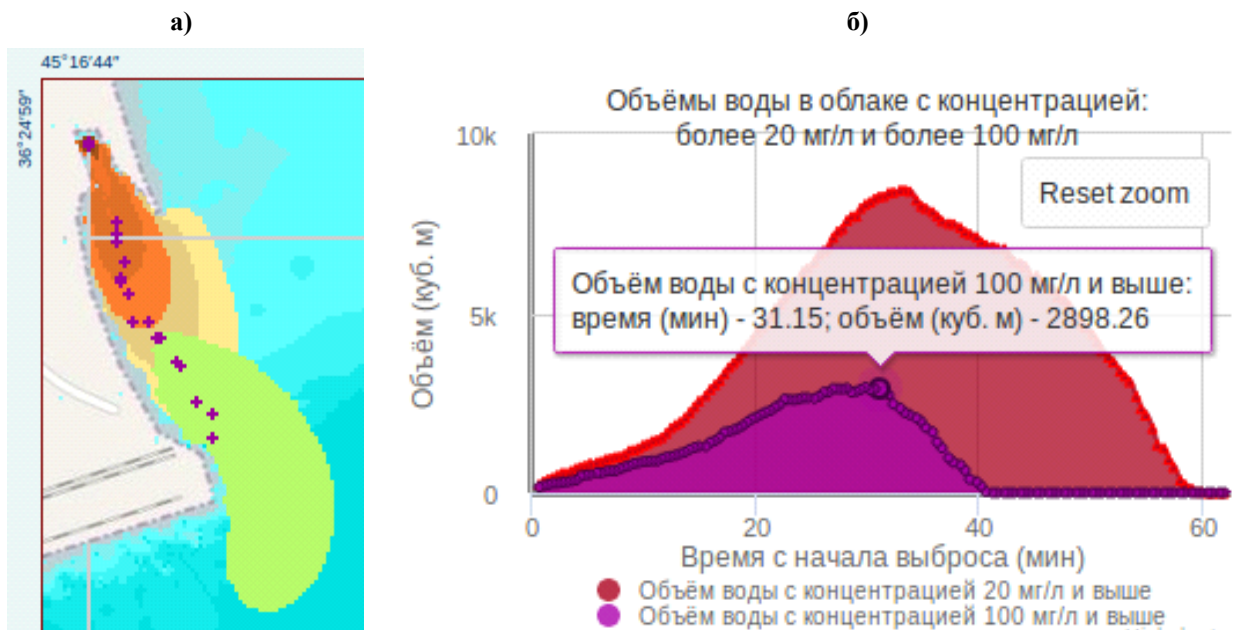 а)
б)
45°16'44"
36°24'59"
Объёмы воды в облаке с концентрацией:
более 20 мг/л и более 100 мг/л
10k
Reset zoom
Объём воды с концентрацией 100 мг/л и выше:
время (мин) - 31.15; объём (куб. м) - 2898.26
5k
Объём (куб. м)
0
0 20 40 60
Время с начала выброса (мин)
Объём воды с концентрацией 20 мг/л и выше
Объём воды с концентрацией 100 мг/л и выше